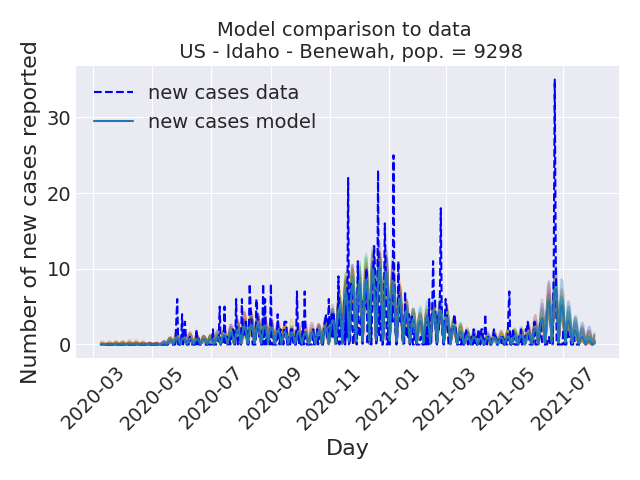 Model comparison to data
US - Idaho - Benewah, pop. = 9298
Number of new cases reported
30
20
10
0
new cases data
new cases model
2020-03
2020-05
2020-07
2020-09
2020-11
2021-01
2021-03
2021-05
2021-07
Day